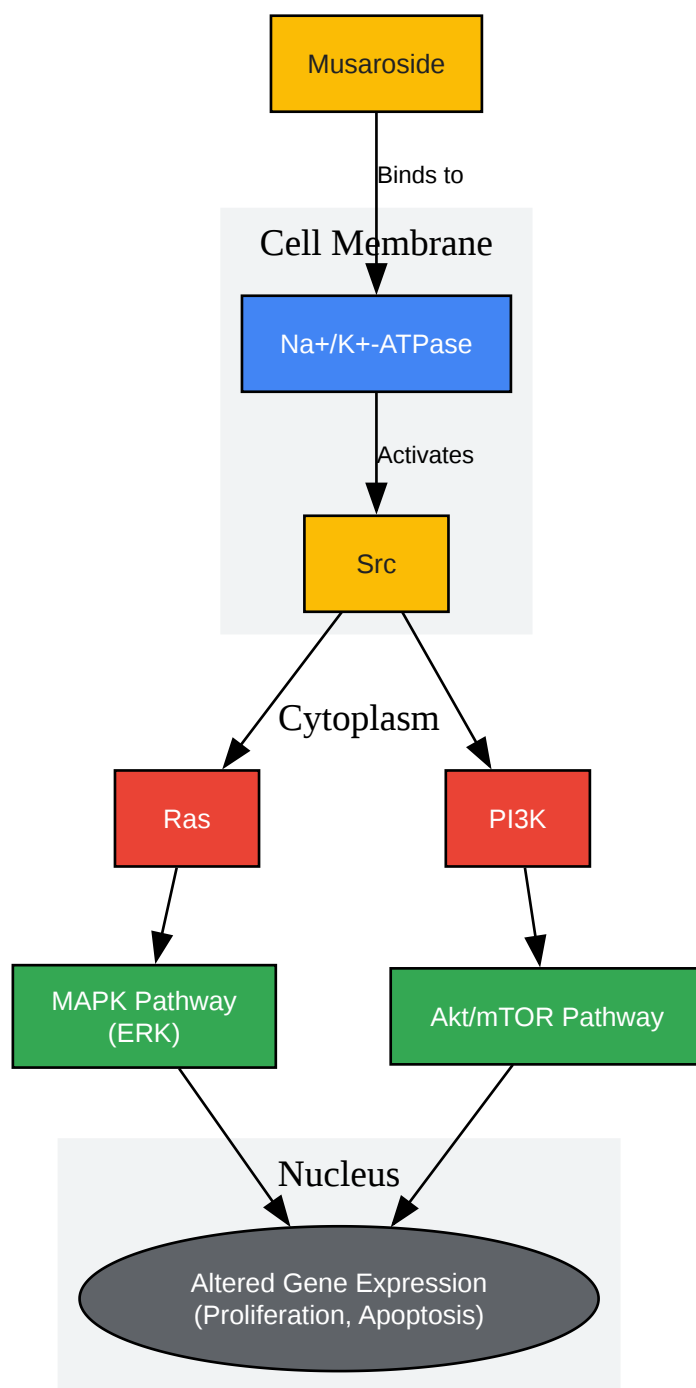 Musaroside
Binds to
Cell Membrane
Na+/K+-ATPase
Activates
Src
Cytoplasm
Ras
PI3K
MAPK Pathway
(ERK)
Akt/mTOR Pathway
Nucleus
Altered Gene Expression
(Proliferation, Apoptosis)